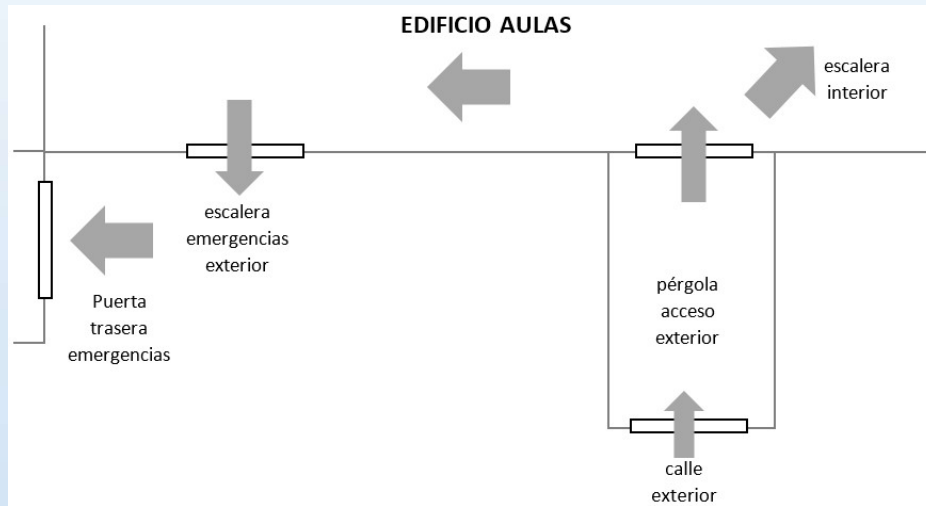 EDIFICIO AULAS
escalera
interior
escalera
emergencias
exterior
Puerta
trasera
emergencias
pérgola
acceso
exterior
calle
exterior